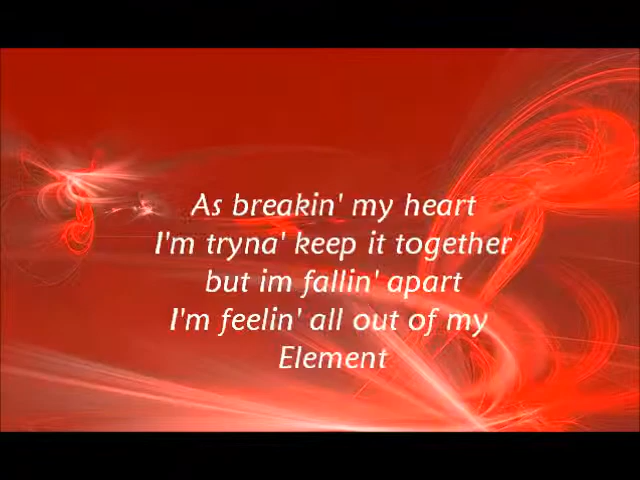 As breakin' my heart
I'm tryna' keep it together
but im fallin' apart
I'm feelin' all out of my
Element